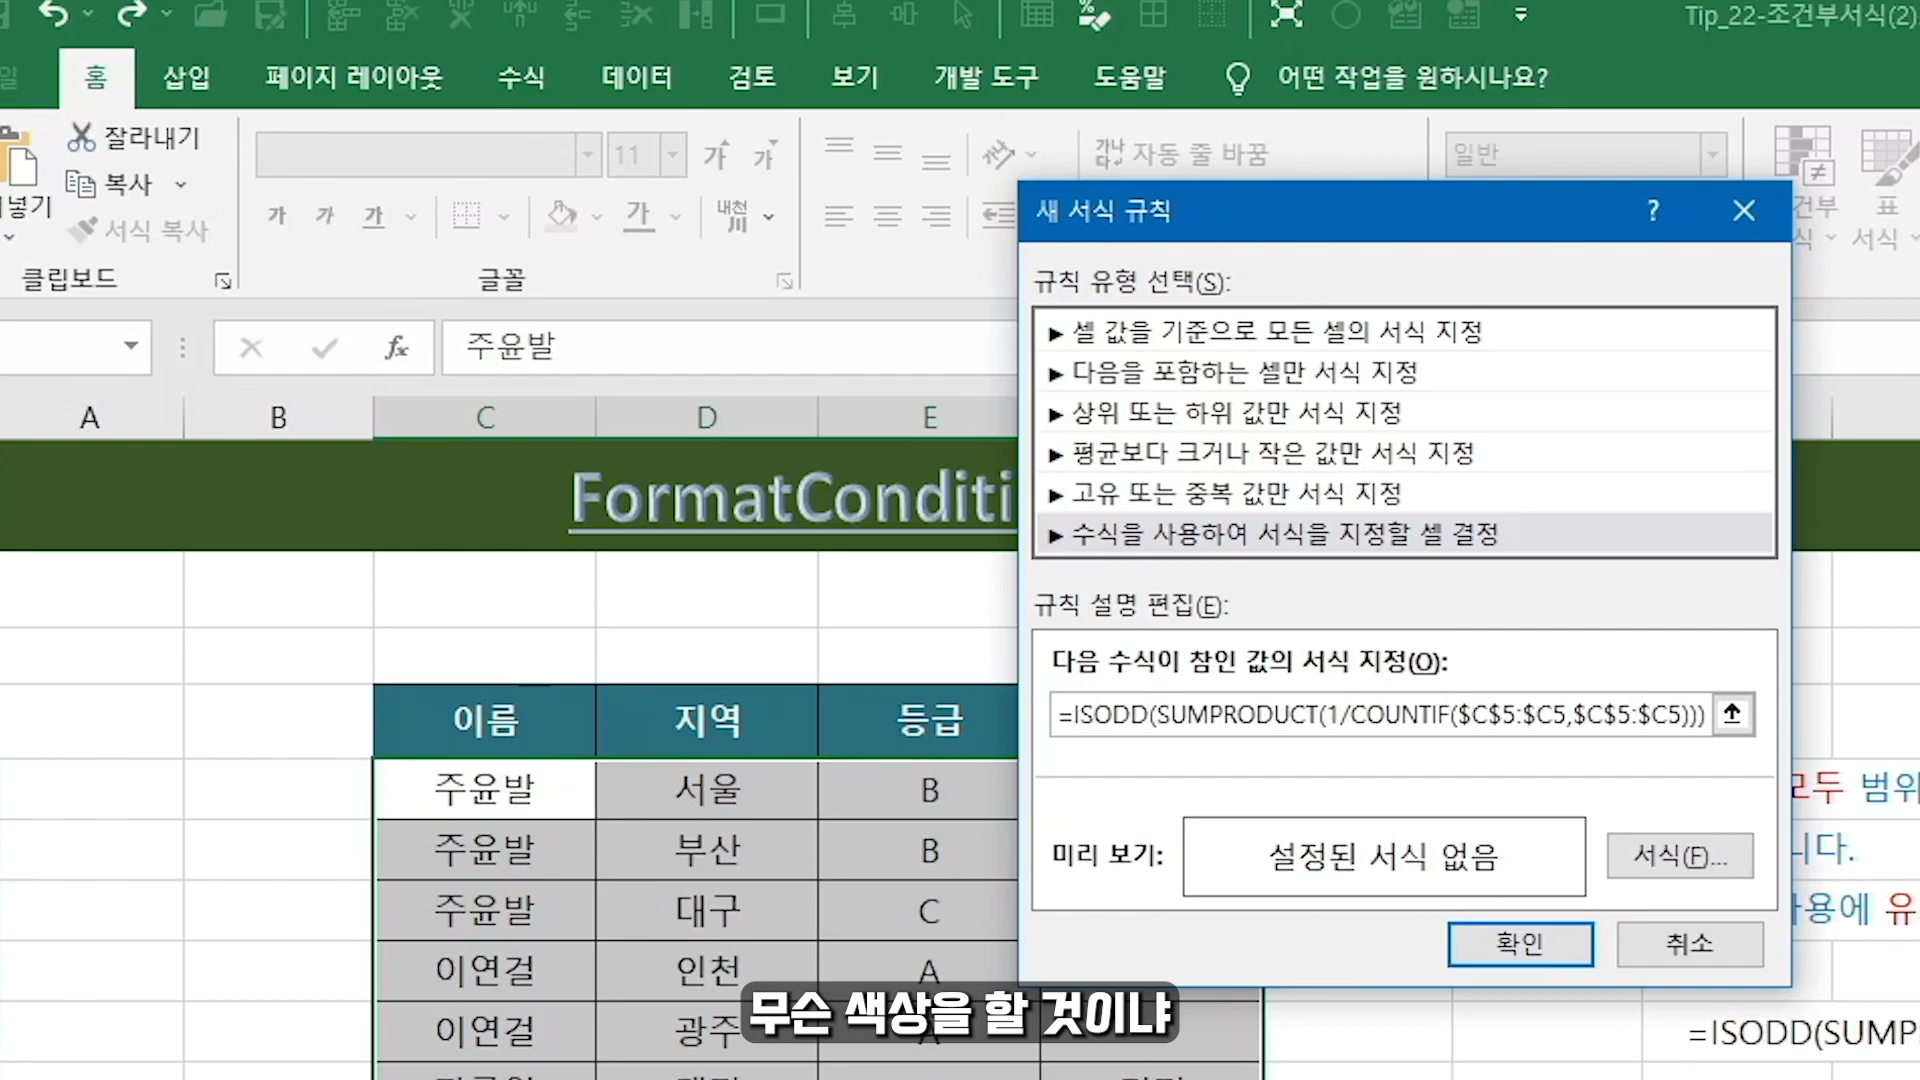 Tip_22-조건부서식(2)
홈 삽입 페이지 레이아웃 수식 데이터 검토 보기 개발 도구 도움말 어떤 작업을 원하시나요?
잘라내기
복사
서식 복사
클립보드
11
가 가
가 가 가 가 내천 川
글꼴
가나다 자동 줄 바꿈
일반
표
서식
주윤발
A B C D E
FormatConditi
이름 지역 등급
주윤발 서울 B
주윤발 부산 B
주윤발 대구 C
이연걸 인천 A
이연걸 광주 A
새 서식 규칙 ?
규칙 유형 선택(S):
► 셀 값을 기준으로 모든 셀의 서식 지정
► 다음을 포함하는 셀만 서식 지정
► 상위 또는 하위 값만 서식 지정
► 평균보다 크거나 작은 값만 서식 지정
► 고유 또는 중복 값만 서식 지정
► 수식을 사용하여 서식을 지정할 셀 결정
규칙 설명 편집(E):
다음 수식이 참인 값의 서식 지정(O):
=ISODD(SUMPRODUCT(1/COUNTIF($C$5:$C5,$C$5:$C5)))
미리 보기: 설정된 서식 없음 서식(F)...
확인 취소
모두 범위
니다.
사용에 유
=ISODD(SUMP
무슨 색상을 할 것이냐